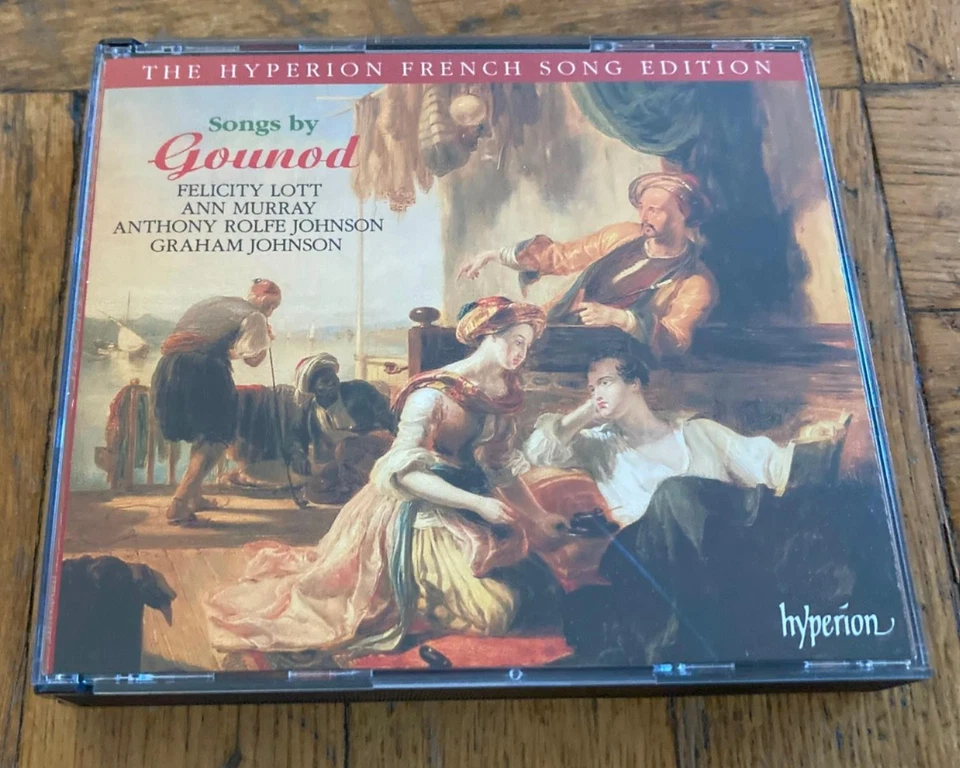 THE HYPERION FRENCH SONG EDITION
Songs by
Gounod
FELICITY LOTT
ANN MURRAY
ANTHONY ROLFE JOHNSON
GRAHAM JOHNSON
hyperion